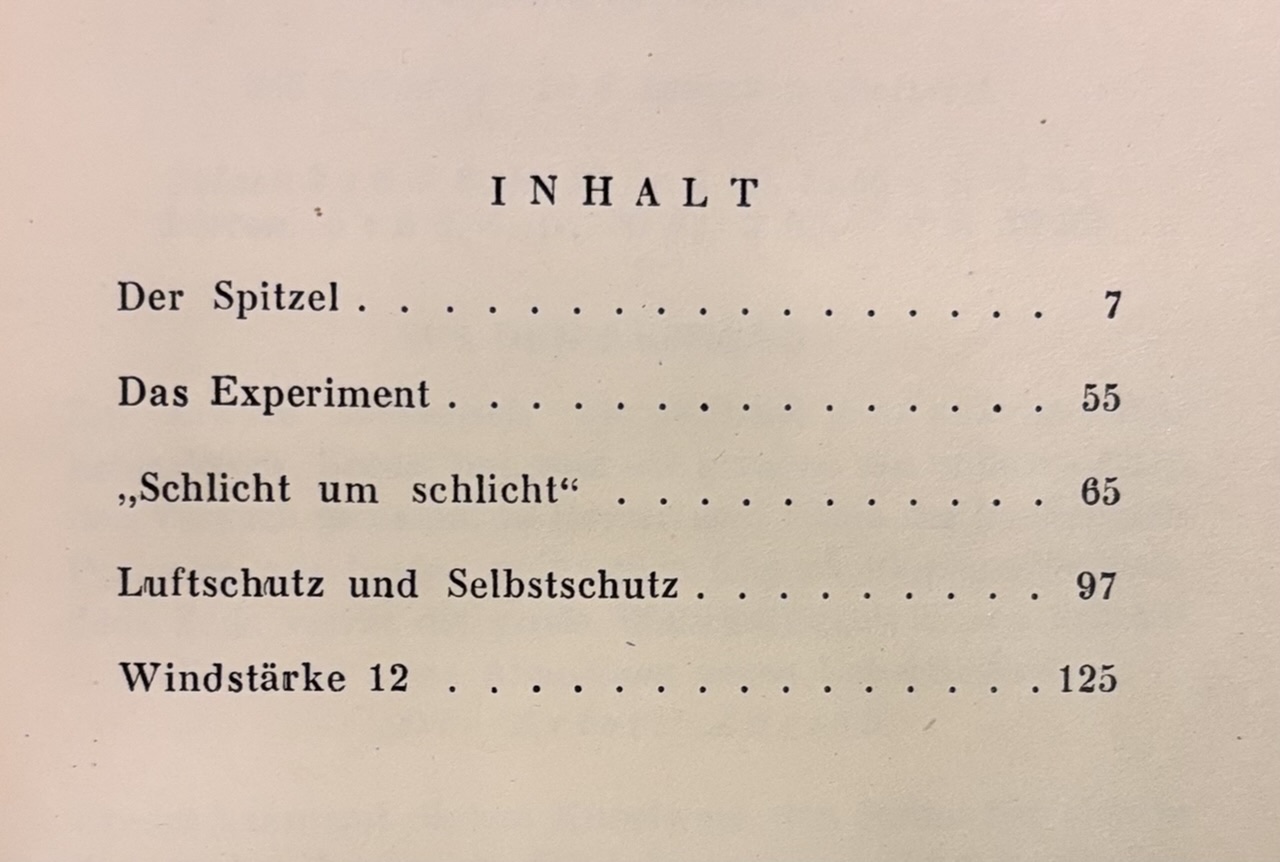 INHALT
Der Spitzel . . . . . . . . . . . . . . . . . 7
Das Experiment . . . . . . . . . . . . . . . 55
„Schlicht um schlicht“ . . . . . . . . . . . 65
Luftschutz und Selbstschutz . . . . . . . . . 97
Windstärke 12 . . . . . . . . . . . . . . . 125